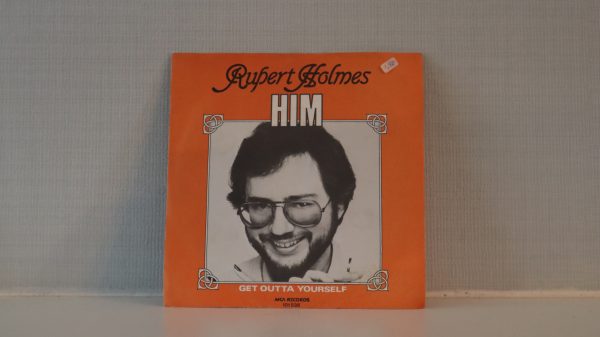 Rupert Holmes
HIM
GET OUTTA YOURSELF
MCA RECORDS